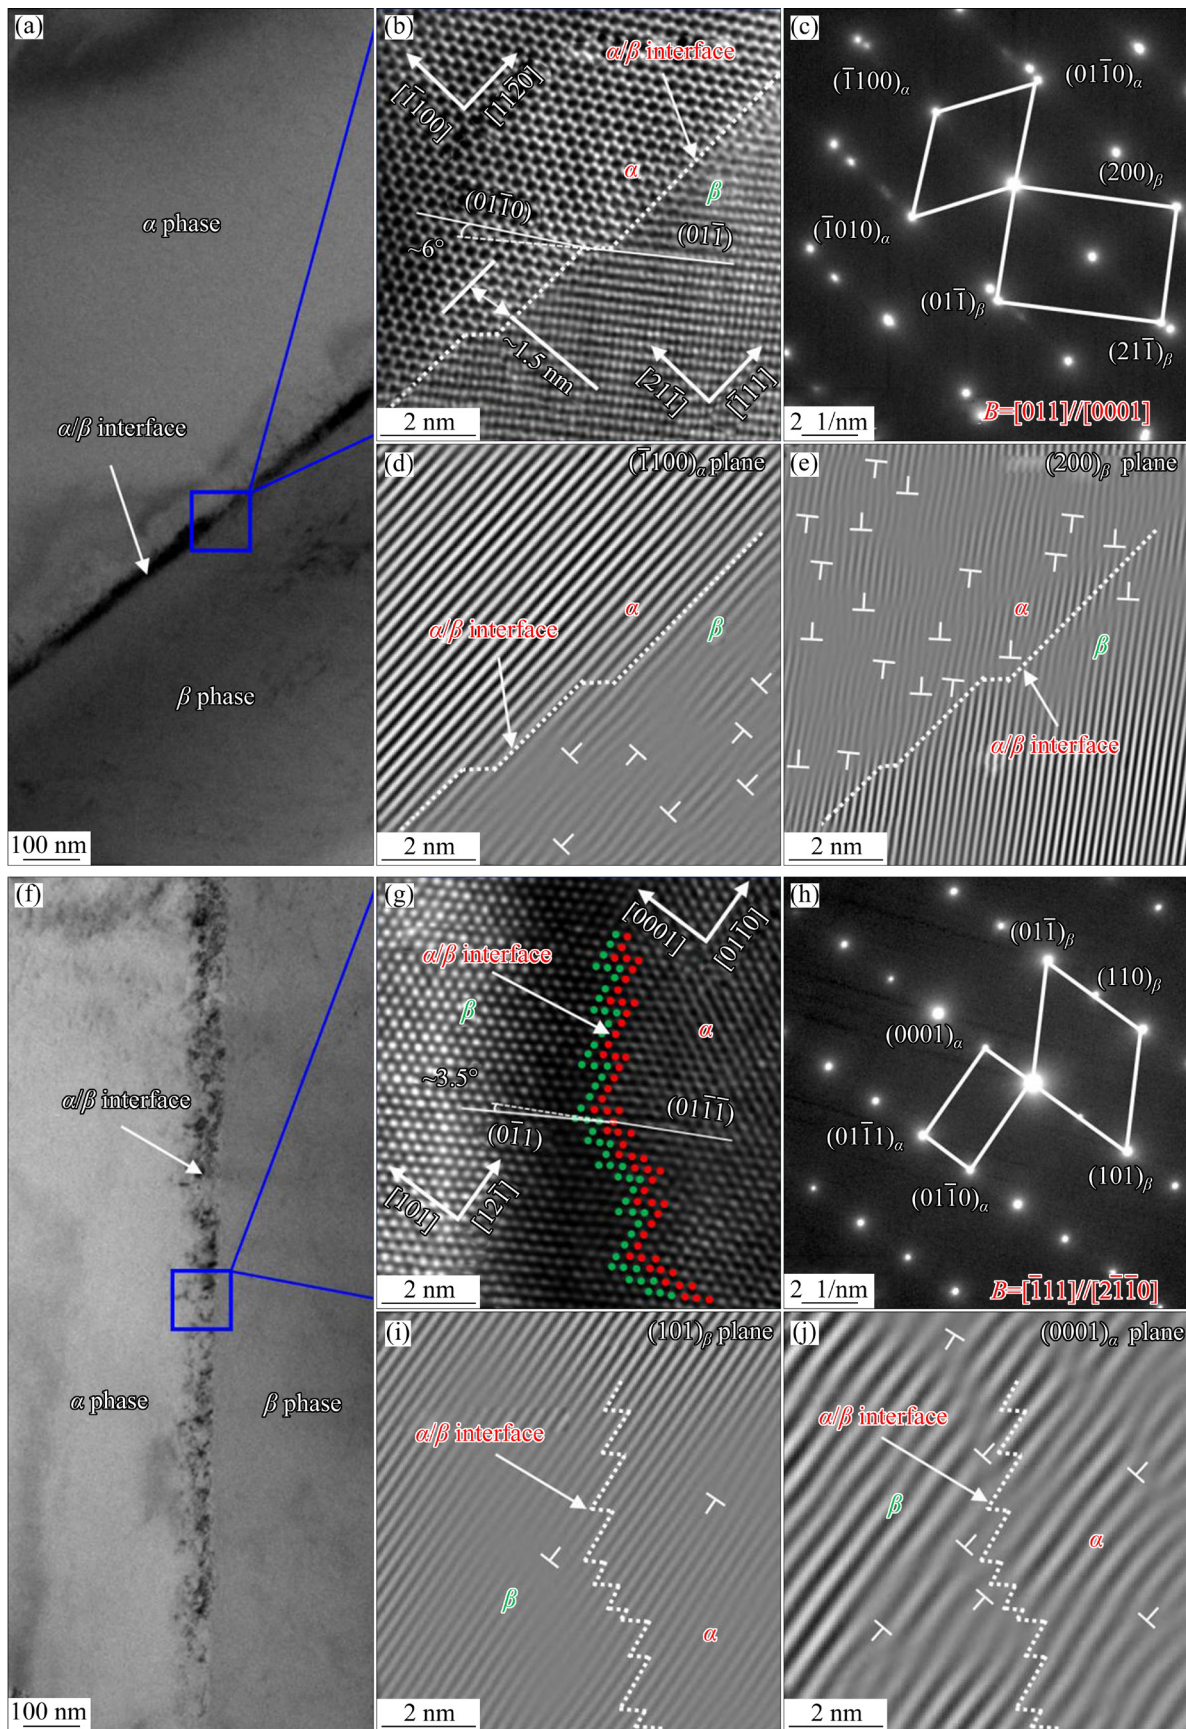 (a)
α phase
α/β interface
β phase
100 nm
(b)
α/β interface
[1̄100]
[112̄0]
α
β
(011̄0)
(011̄)
~6°
~1.5 nm
[211̄]
[1̄11]
2 nm
(c)
(1̄100)α
(011̄0)α
(200)β
(1̄010)α
(011̄)β
(211̄)β
B=[011]//[0001]
2 1/nm
(d)
(1̄100)α plane
α
β
α/β interface
2 nm
(e)
(200)β plane
α
β
α/β interface
2 nm
(f)
α/β interface
α phase
β phase
100 nm
(g)
[0001]
[011̄0]
α/β interface
β
α
~3.5°
(011̄1̄)
(01̄1)
[101]
[121̄]
2 nm
(h)
(011̄)β
(110)β
(0001)α
(011̄1)α
(011̄0)α
(101)β
B=[1̄11]//[21̄1̄0]
2 1/nm
(i)
(101)β plane
α/β interface
β
α
2 nm
(j)
(0001)α plane
α/β interface
β
α
2 nm